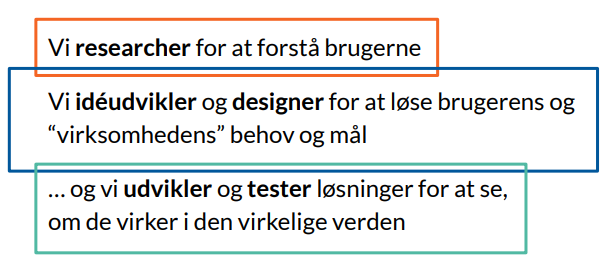 Vi researcher for at forstå brugerne
Vi idéudvikler og designer for at løse brugerens og
“virksomhedens” behov og mål
… og vi udvikler og tester løsninger for at se,
om de virker i den virkelige verden